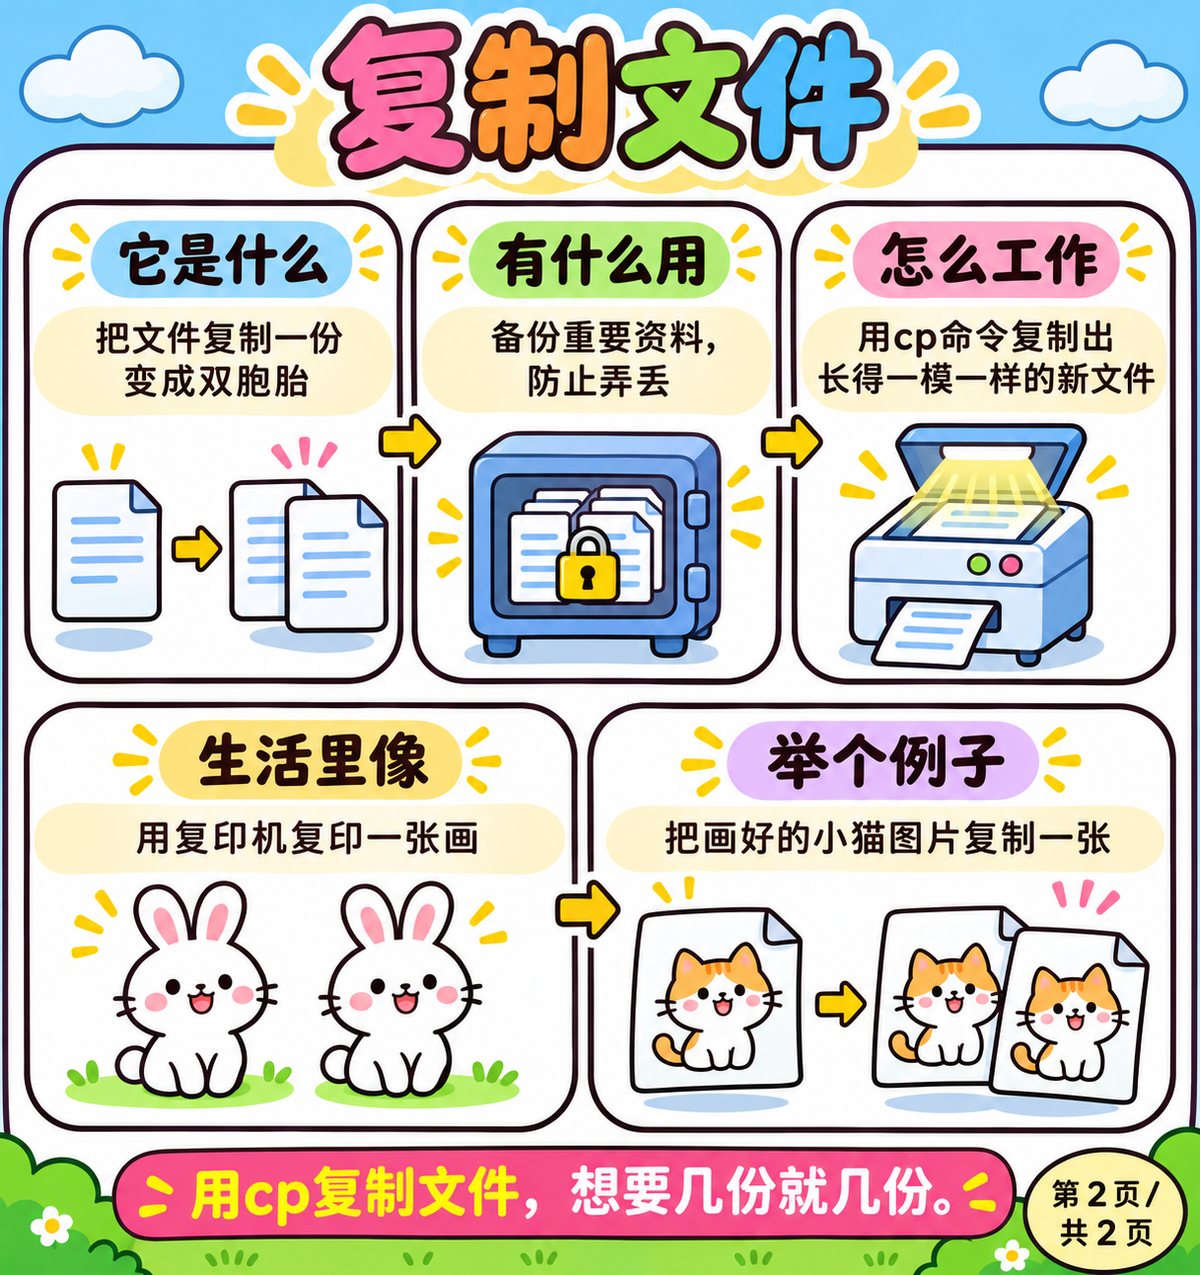 复制文件
它是什么
把文件复制一份
变成双胞胎
有什么用
备份重要资料，
防止弄丢
怎么工作
用cp命令复制出
长得一模一样的新文件
生活里像
用复印机复印一张画
举个例子
把画好的小猫图片复制一张
用cp复制文件，想要几份就几份。
第2页/
共2页